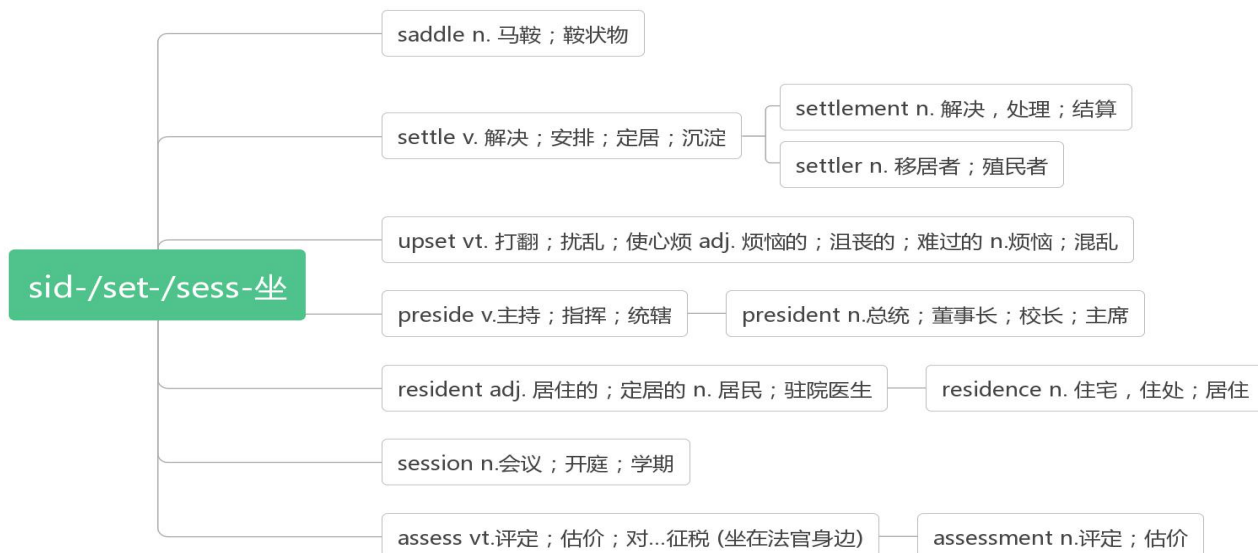 sid-/set-/sess-坐
saddle n. 马鞍；鞍状物
settle v. 解决；安排；定居；沉淀
settlement n. 解决，处理；结算
settler n. 移居者；殖民者
upset vt. 打翻；扰乱；使心烦 adj. 烦恼的；沮丧的；难过的 n.烦恼；混乱
preside v.主持；指挥；统辖
president n.总统；董事长；校长；主席
resident adj. 居住的；定居的 n. 居民；驻院医生
residence n. 住宅，住处；居住
session n.会议；开庭；学期
assess vt.评定；估价；对...征税 (坐在法官身边)
assessment n.评定；估价